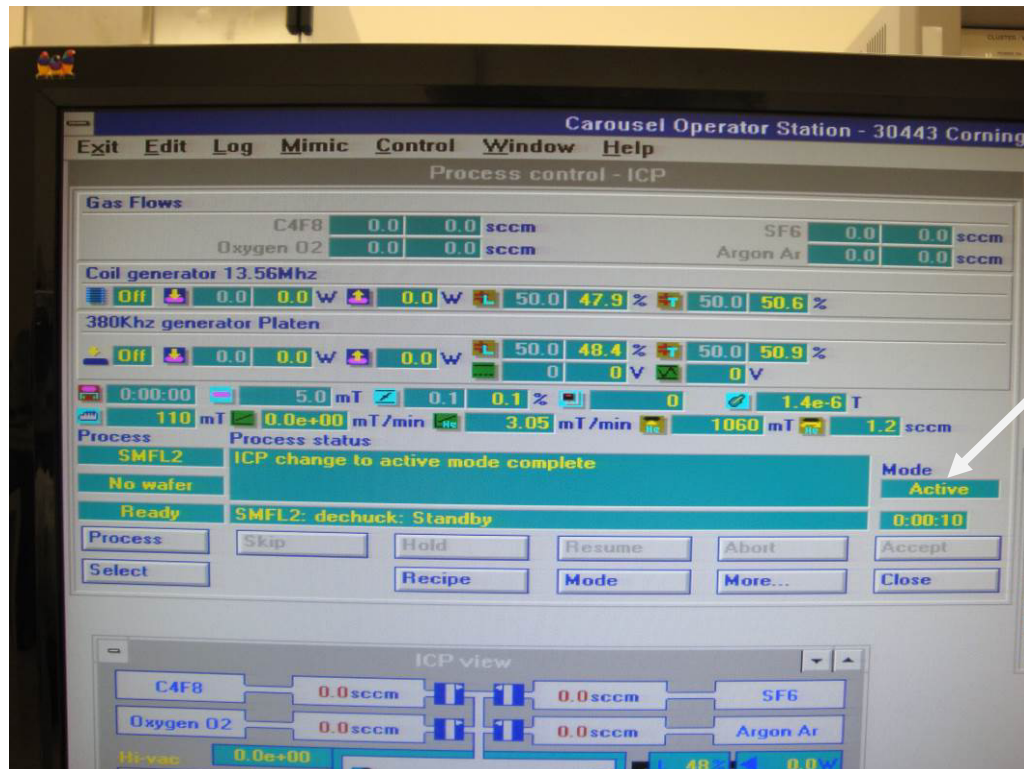 Carousel Operator Station - 30443 Corning
Exit Edit Log Mimic Control Window Help
Process control - ICP
Gas Flows
C4F8 0.0 0.0 sccm SF6 0.0 0.0 sccm
Oxygen O2 0.0 0.0 sccm Argon Ar 0.0 0.0 sccm
Coil generator 13.56Mhz
Off 0.0 0.0 W 0.0 W L 50.0 47.9 % T 50.0 50.6 %
380Khz generator Platen
Off 0.0 0.0 W 0.0 W L 50.0 48.4 % T 50.0 50.9 %
0 0 V 0 V
0:00:00 5.0 mT 0.1 0.1 % 0 1.4e-6 T
110 mT 0.0e+00 mT/min He 3.05 mT/min He 1060 mT He 1.2 sccm
Process Process status
SMFL2 ICP change to active mode complete Mode
No wafer Active
Ready SMFL2: dechuck: Standby 0:00:10
Process Skip Hold Resume Abort Accept
Select Recipe Mode More... Close
ICP view
C4F8 0.0sccm 0.0sccm SF6
Oxygen O2 0.0sccm 0.0sccm Argon Ar
Hi-vac 0.0e+00 L 48% 0.0W